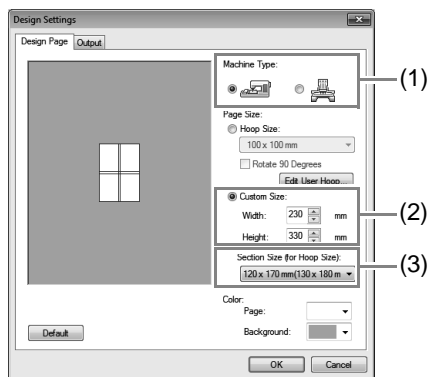 Design Settings
Design Page Output
Machine Type:
(1)
Page Size:
Hoop Size:
100 x 100 mm
Rotate 90 Degrees
Edit User Hoop...
Custom Size:
Width: 230 mm
(2)
Height: 330 mm
Section Size (for Hoop Size):
(3)
120 x 170 mm(130 x 180 m
Color:
Page:
Default
Background:
OK Cancel